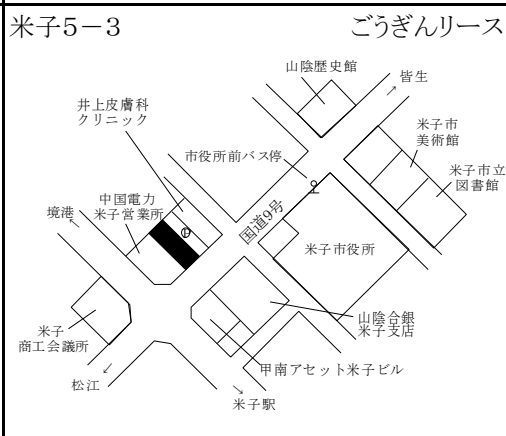 米子5−3
ごうぎんリース
山陰歴史館
皆生
井上皮膚科
クリニック
米子市
美術館
市役所前バス停
米子市立
図書館
中国電力
米子営業所
境港
国道9号
米子市役所
米子
商工会議所
山陰合銀
米子支店
甲南アセット米子ビル
松江
米子駅